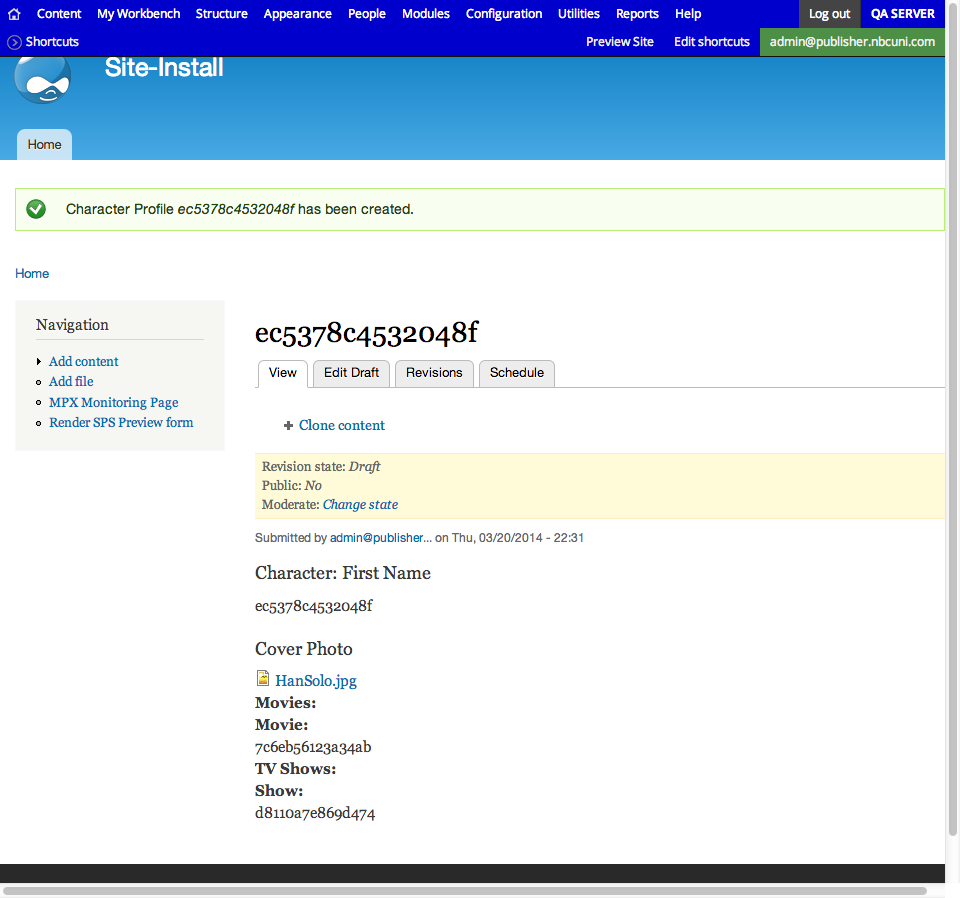 Content My Workbench Structure Appearance People Modules Configuration Utilities Reports Help Log out QA SERVER
Shortcuts Preview Site Edit shortcuts admin@publisher.nbcuni.com
Site-Install
Home
Character Profile ec5378c4532048f has been created.
Home
Navigation
Add content
Add file
MPX Monitoring Page
Render SPS Preview form
ec5378c4532048f
View Edit Draft Revisions Schedule
Clone content
Revision state: Draft
Public: No
Moderate: Change state
Submitted by admin@publisher... on Thu, 03/20/2014 - 22:31
Character: First Name
ec5378c4532048f
Cover Photo
HanSolo.jpg
Movies:
Movie:
7c6eb56123a34ab
TV Shows:
Show:
d8110a7e869d474